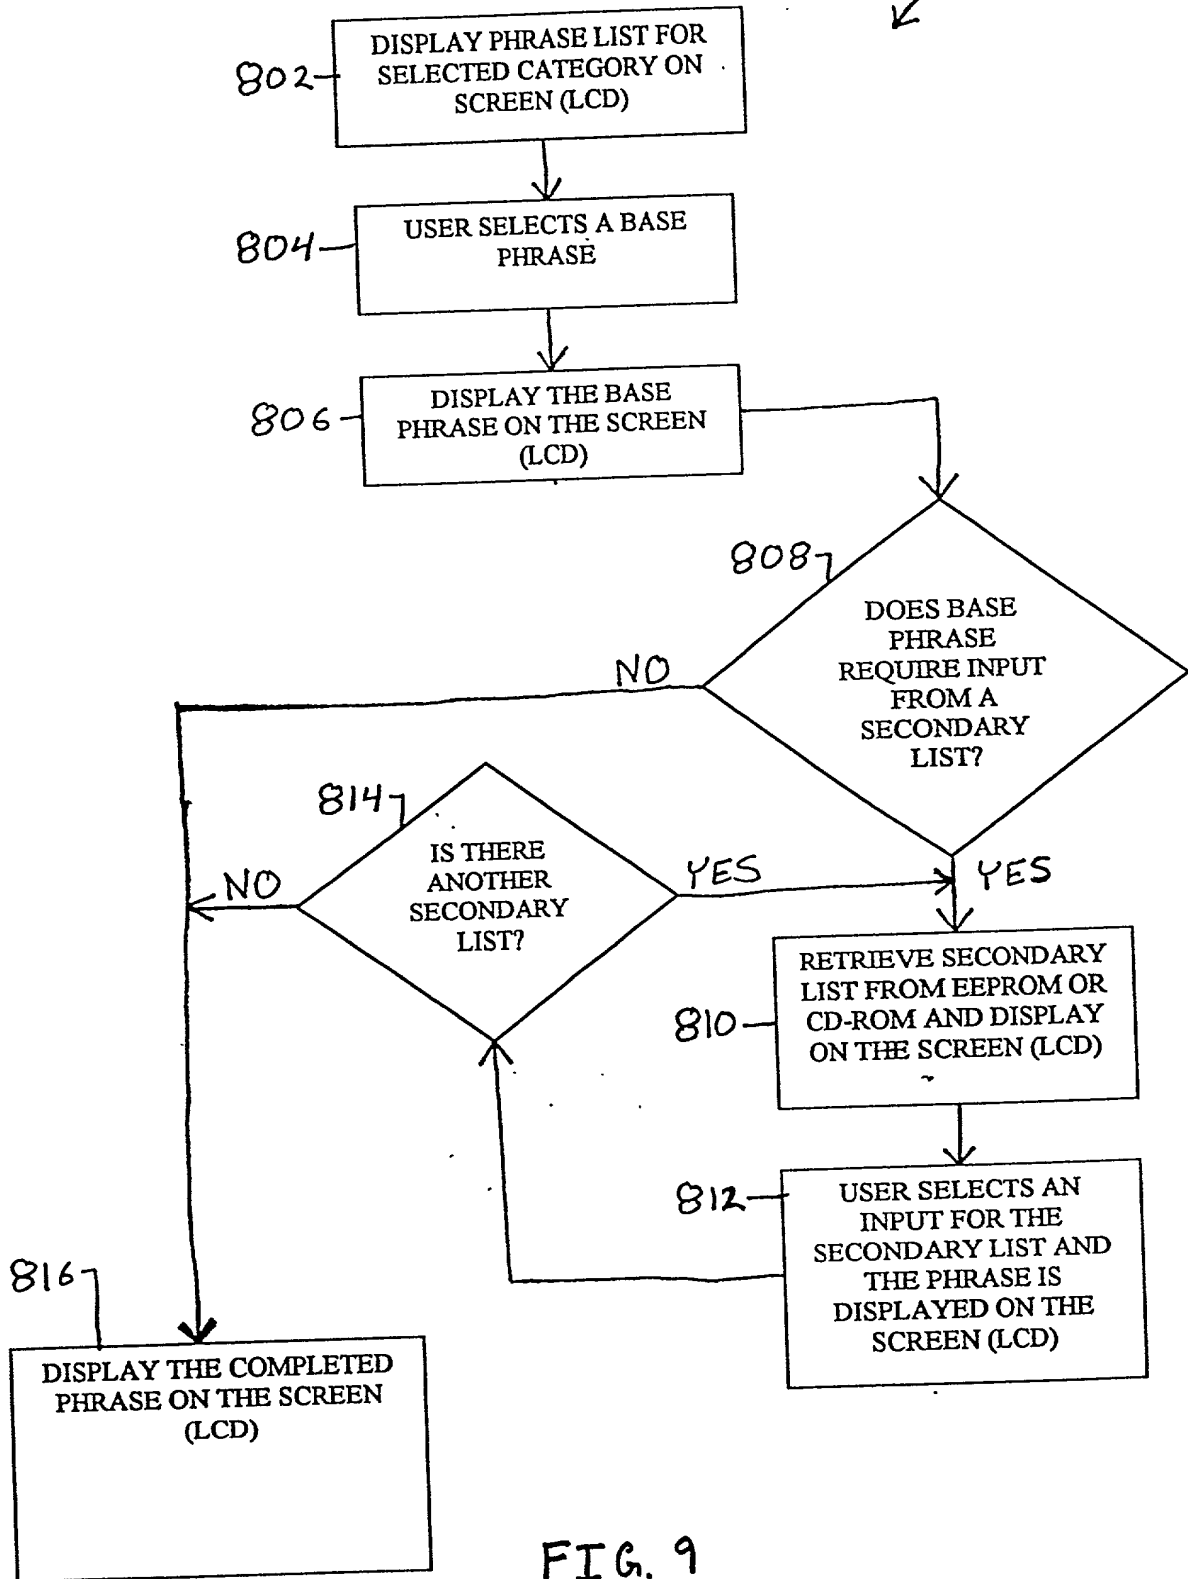 802
DISPLAY PHRASE LIST FOR
SELECTED CATEGORY ON
SCREEN (LCD)
804
USER SELECTS A BASE
PHRASE
806
DISPLAY THE BASE
PHRASE ON THE SCREEN
(LCD)
808
DOES BASE
PHRASE
REQUIRE INPUT
FROM A
SECONDARY
LIST?
NO
814
IS THERE
ANOTHER
SECONDARY
LIST?
NO
YES
YES
810
RETRIEVE SECONDARY
LIST FROM EEPROM OR
CD-ROM AND DISPLAY
ON THE SCREEN (LCD)
812
USER SELECTS AN
INPUT FOR THE
SECONDARY LIST AND
THE PHRASE IS
DISPLAYED ON THE
SCREEN (LCD)
816
DISPLAY THE COMPLETED
PHRASE ON THE SCREEN
(LCD)
FIG. 9